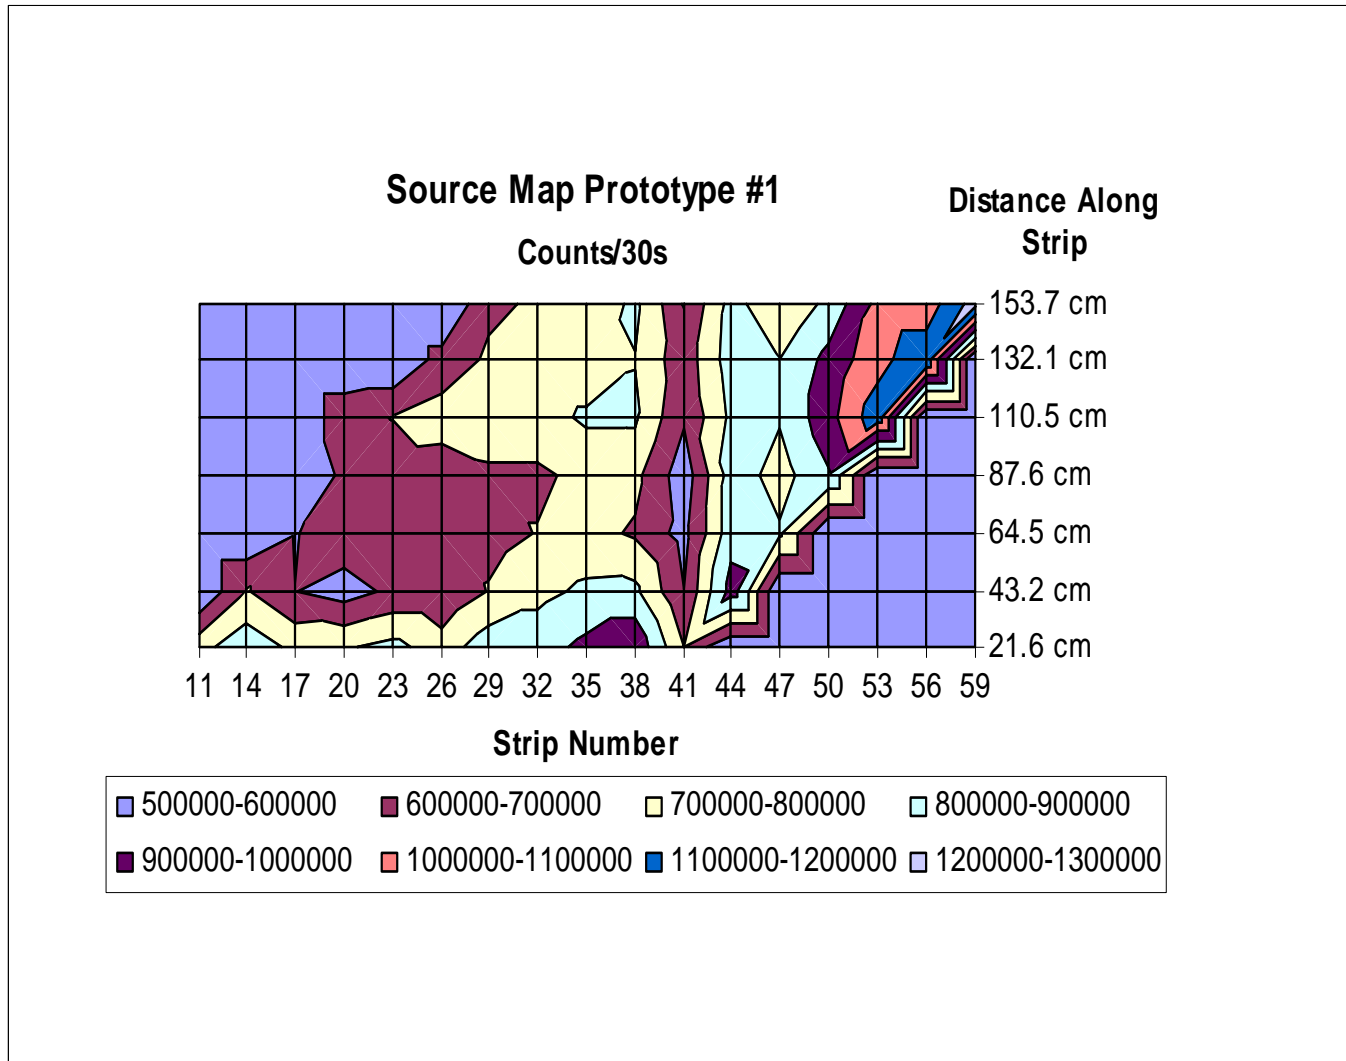 Source Map Prototype #1
Counts/30s
Distance Along
Strip
153.7 cm
132.1 cm
110.5 cm
87.6 cm
64.5 cm
43.2 cm
21.6 cm
11 14 17 20 23 26 29 32 35 38 41 44 47 50 53 56 59
Strip Number
500000-600000 600000-700000 700000-800000 800000-900000
900000-1000000 1000000-1100000 1100000-1200000 1200000-1300000